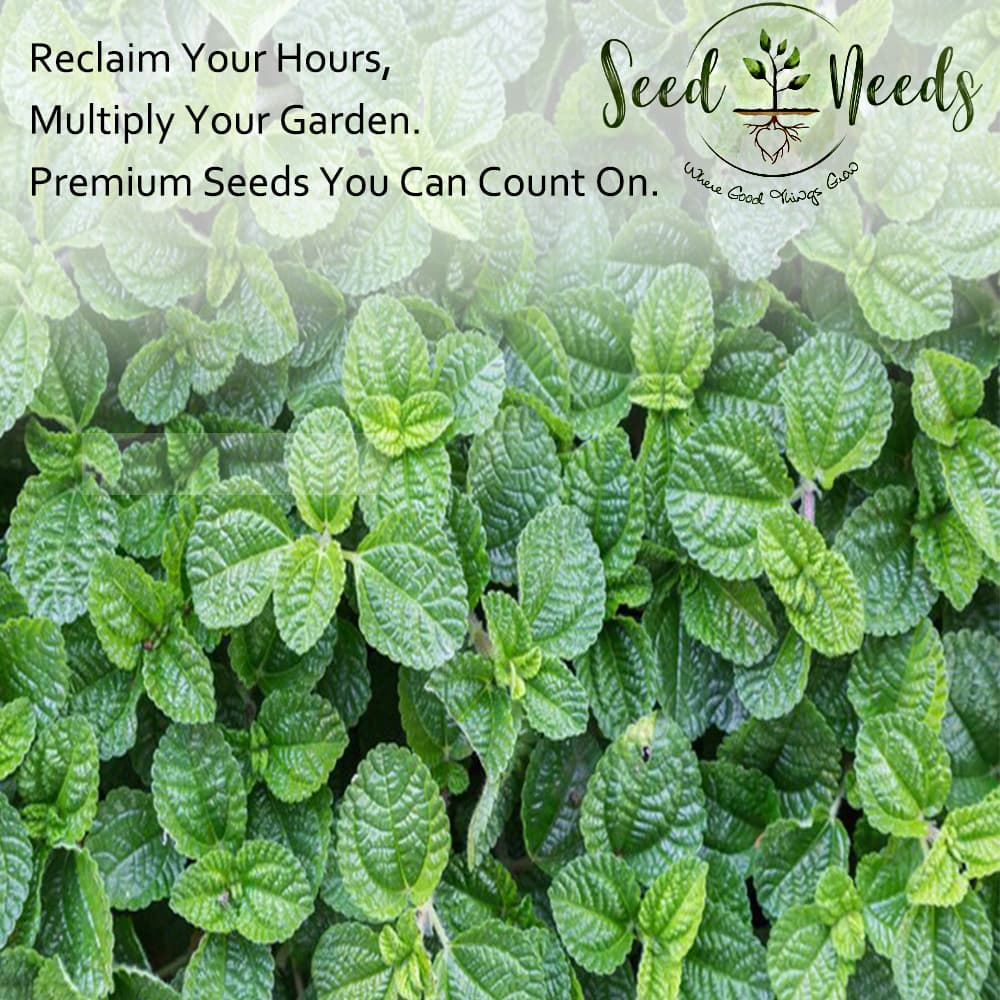 Reclaim Your Hours,
Multiply Your Garden.
Premium Seeds You Can Count On.
Seed Needs
Where Good Things Grow